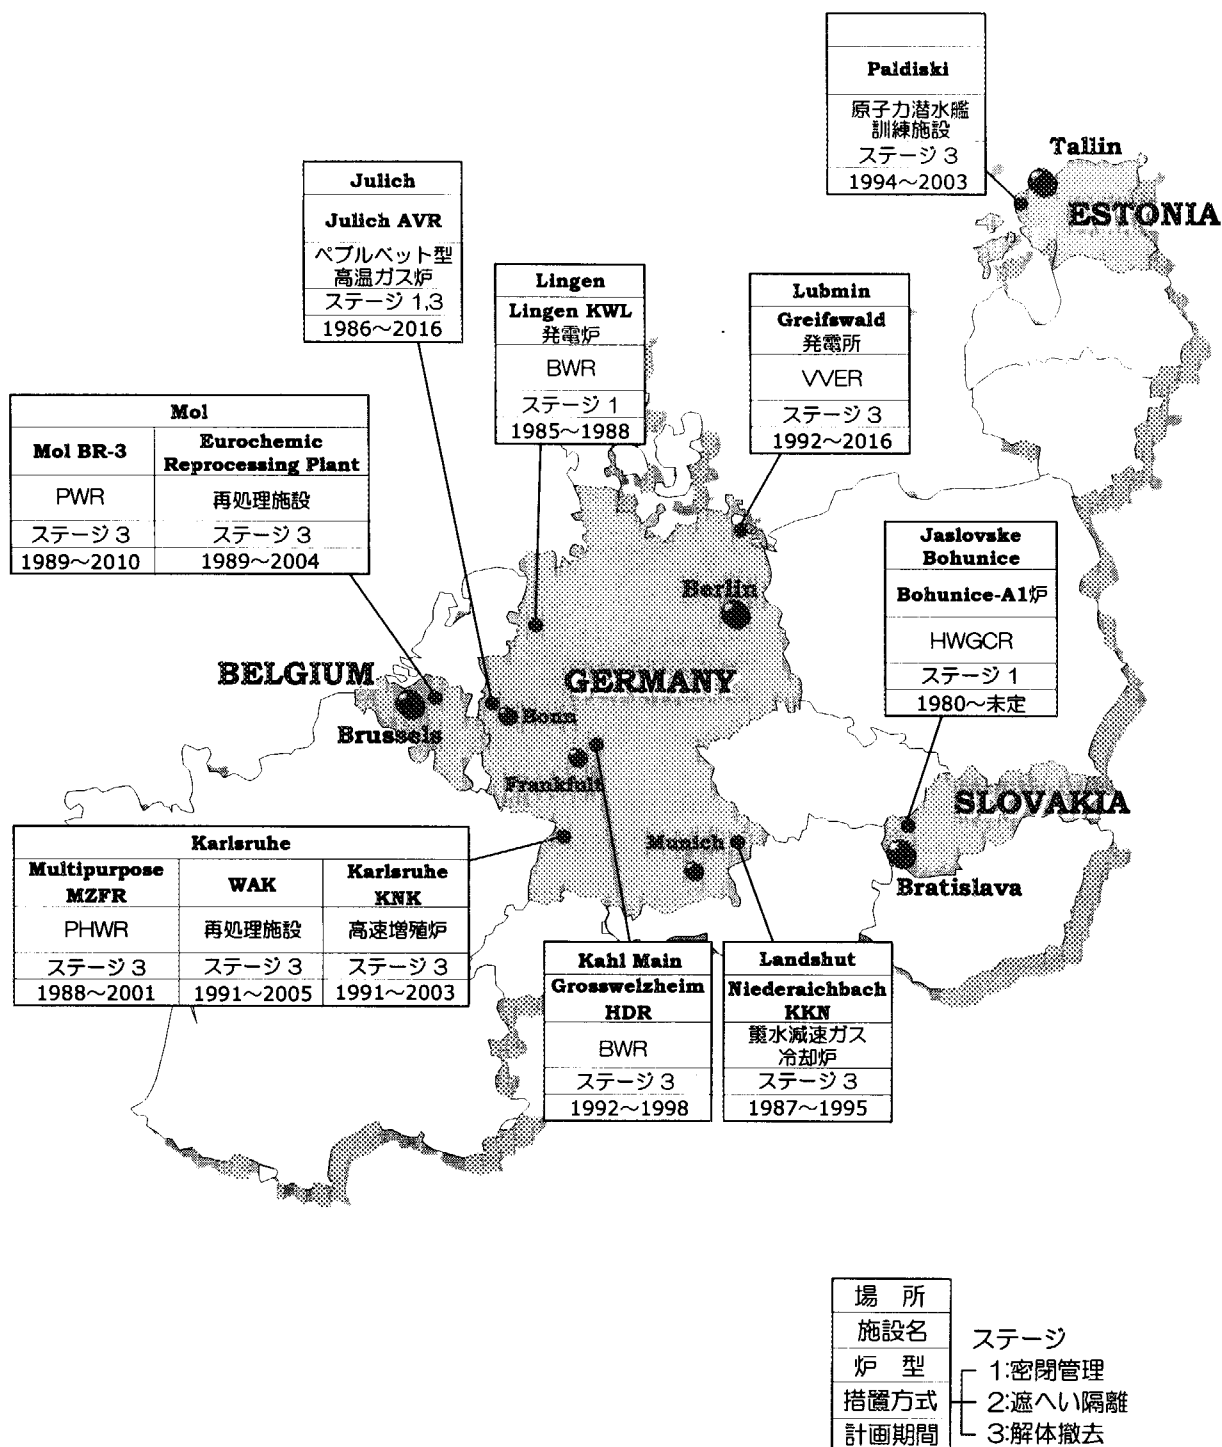 Paldiski
原子力潜水艦
訓練施設
ステージ 3
1994～2003
Tallin
ESTONIA
Julich
Julich AVR
ペブルベット型
高温ガス炉
ステージ 1,3
1986～2016
Lingen
Lingen KWL
発電炉
BWR
ステージ 1
1985～1988
Lubmin
Greifswald
発電所
VVER
ステージ 3
1992～2016
Mol
Mol BR-3
PWR
ステージ 3
1989～2010
Eurochemic
Reprocessing Plant
再処理施設
ステージ 3
1989～2004
Jaslovske
Bohunice
Bohunice-A1炉
HWGCR
ステージ 1
1980～未定
Berlin
BELGIUM
GERMANY
Brussels
Bonn
Frankfult
SLOVAKIA
Munich
Bratislava
Karlsruhe
Multipurpose
MZFR
PHWR
ステージ 3
1988～2001
WAK
再処理施設
ステージ 3
1991～2005
Karlsruhe
KNK
高速増殖炉
ステージ 3
1991～2003
Kahl Main
Grosswelzheim
HDR
BWR
ステージ 3
1992～1998
Landshut
Niederaichbach
KKN
重水減速ガス
冷却炉
ステージ 3
1987～1995
場 所
施設名
炉 型
措置方式
計画期間
ステージ
1:密閉管理
2:遮へい隔離
3:解体撤去